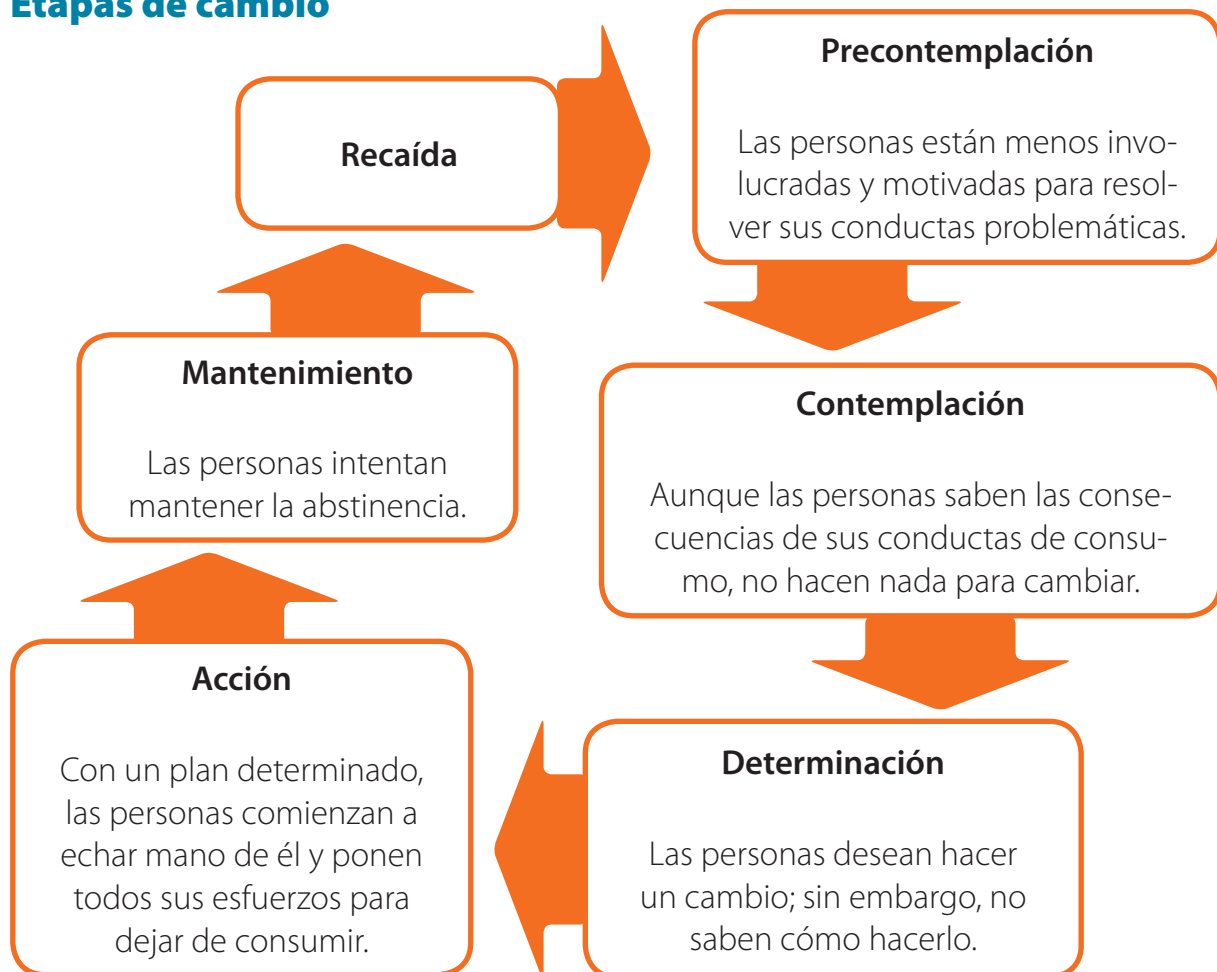 Etapas de cambio
Precontemplación
Las personas están menos invo-
lucradas y motivadas para resol-
ver sus conductas problemáticas.
Contemplación
Aunque las personas saben las conse-
cuencias de sus conductas de consu-
mo, no hacen nada para cambiar.
Determinación
Las personas desean hacer
un cambio; sin embargo, no
saben cómo hacerlo.
Acción
Con un plan determinado,
las personas comienzan a
echar mano de él y ponen
todos sus esfuerzos para
dejar de consumir.
Mantenimiento
Las personas intentan
mantener la abstinencia.
Recaída